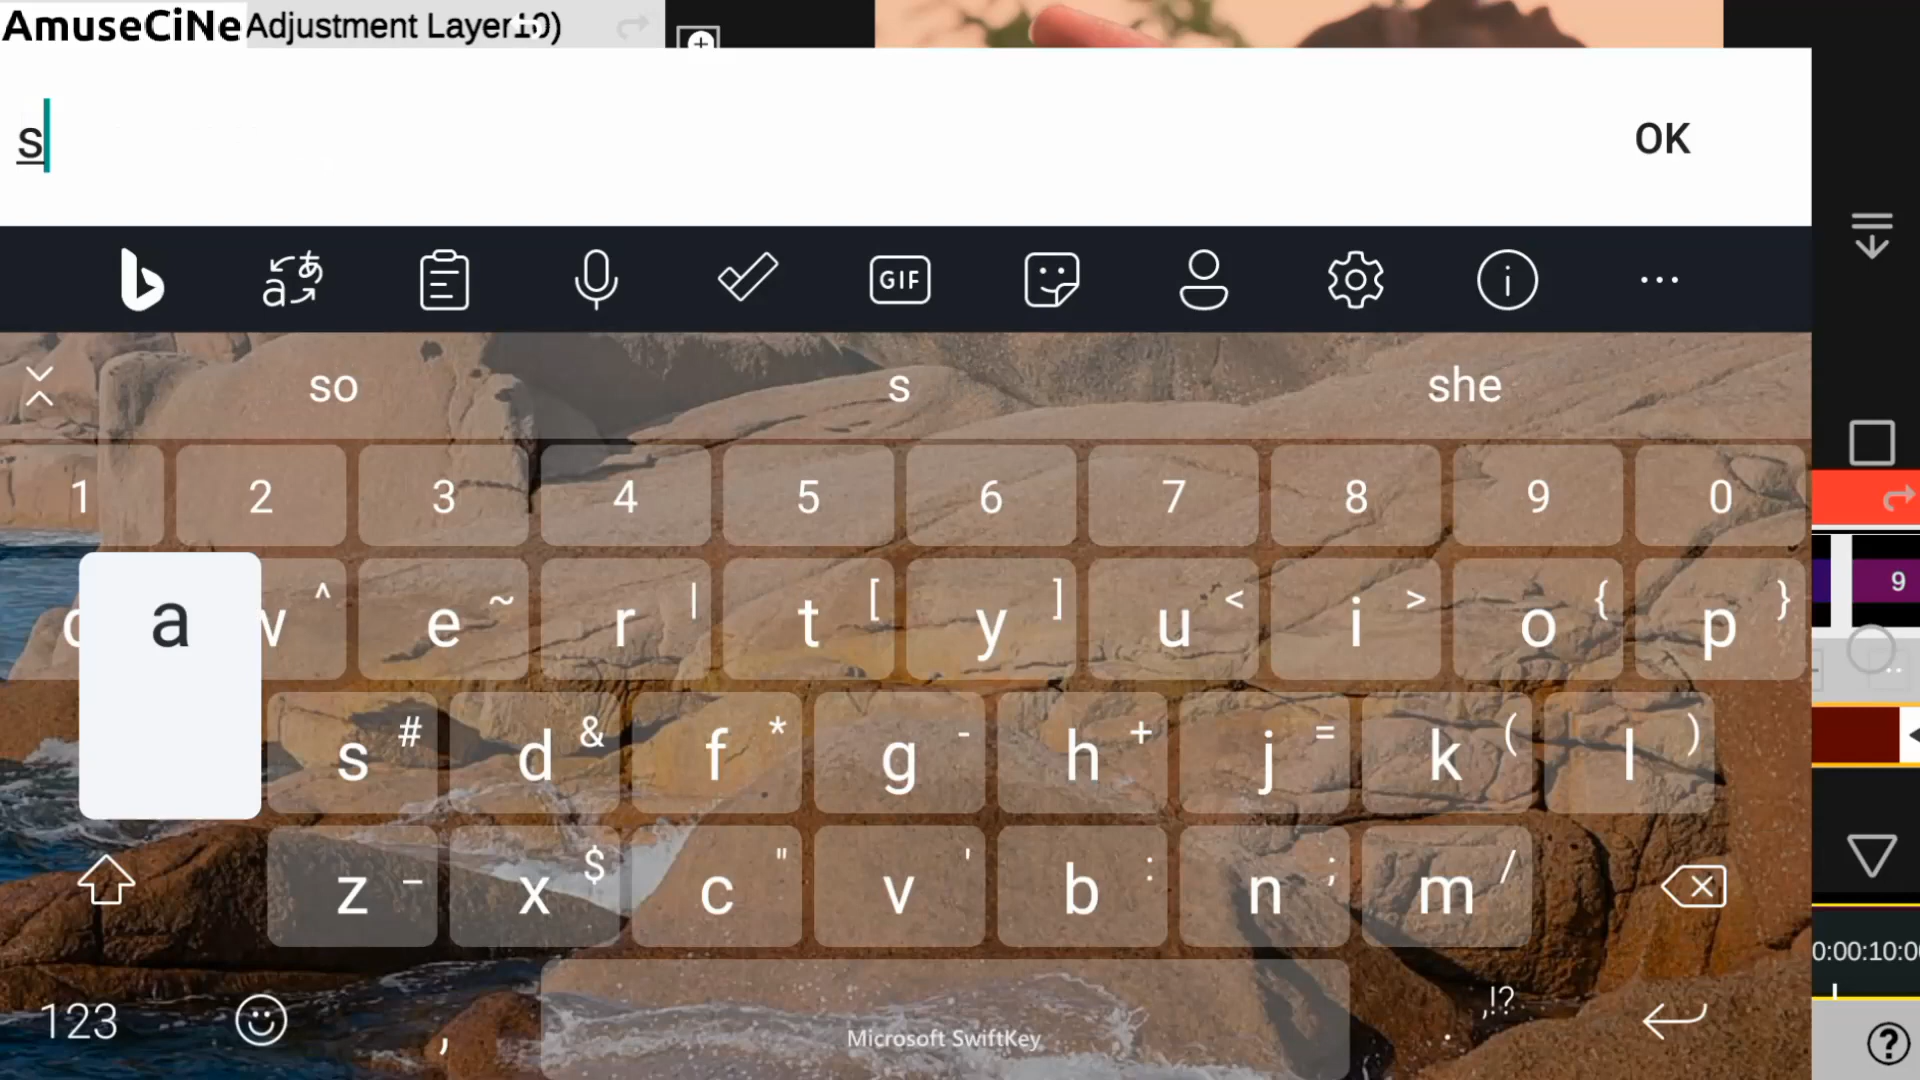 AmuseCiNe Adjustment Layer10)
s
OK
GIF
so s she
1 2 3 4 5 6 7 8 9 0
a ^ e ~ r | t [ y ] u < i > o { p }
s # d & f * g - h + j = k ( l )
z _ x $ c " v ' b : n ; m /
123 , Microsoft SwiftKey . ,!?
9
0:00:10:0
?